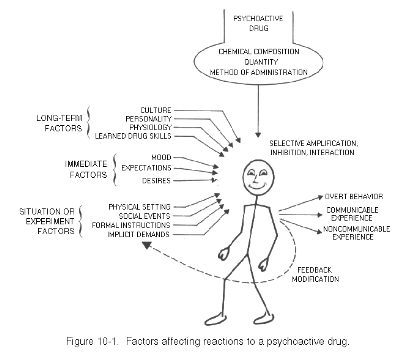 PSYCHOACTIVE
DRUG
CHEMICAL COMPOSITION
QUANTITY
METHOD OF ADMINISTRATION
LONG-TERM
FACTORS
CULTURE
PERSONALITY
PHYSIOLOGY
LEARNED DRUG SKILLS
SELECTIVE AMPLIFICATION,
INHIBITION, INTERACTION
IMMEDIATE
FACTORS
MOOD
EXPECTATIONS
DESIRES
SITUATION OR
EXPERIMENT
FACTORS
PHYSICAL SETTING
SOCIAL EVENTS
FORMAL INSTRUCTIONS
IMPLICIT DEMANDS
OVERT BEHAVIOR
COMMUNICABLE
EXPERIENCE
NONCOMMUNICABLE
EXPERIENCE
FEEDBACK
MODIFICATION
Figure 10-1. Factors affecting reactions to a psychoactive drug.